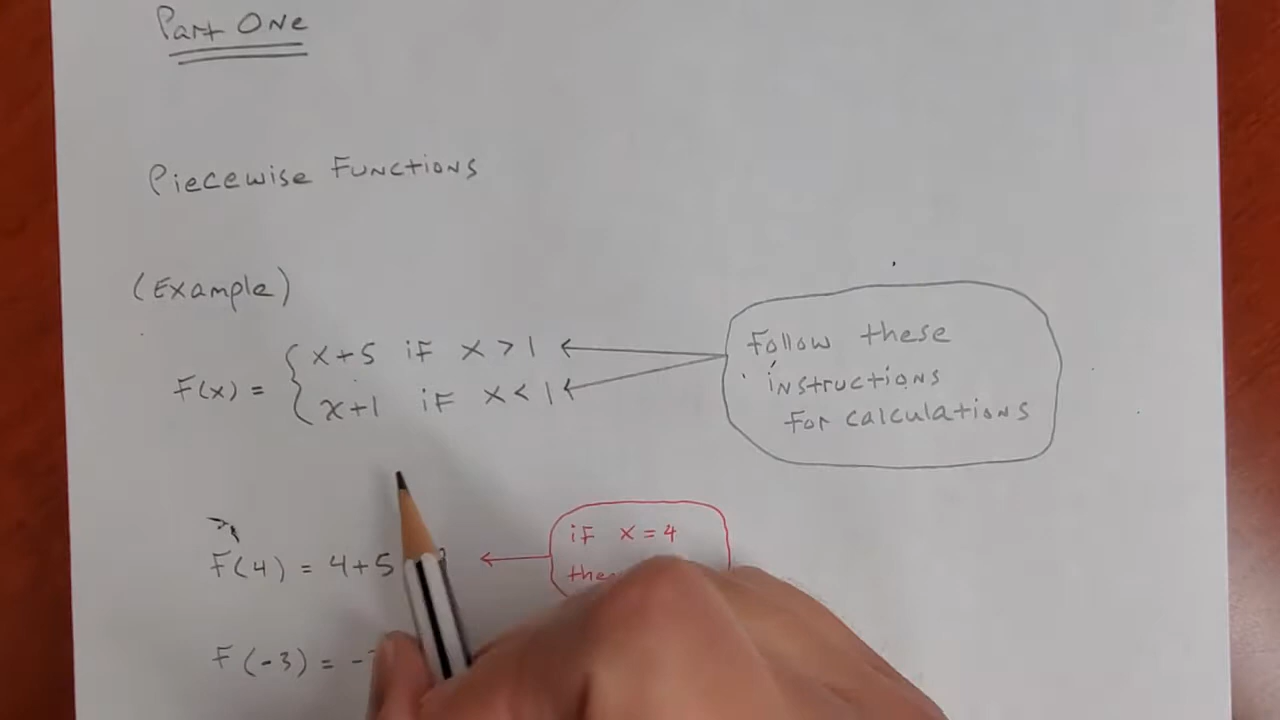 Part One
Piecewise Functions
(Example)
F(x) = { x+5 if x > 1
x+1 if x < 1
Follow these
instructions
for calculations
F(4) = 4+5
if x = 4
F(-3) = -